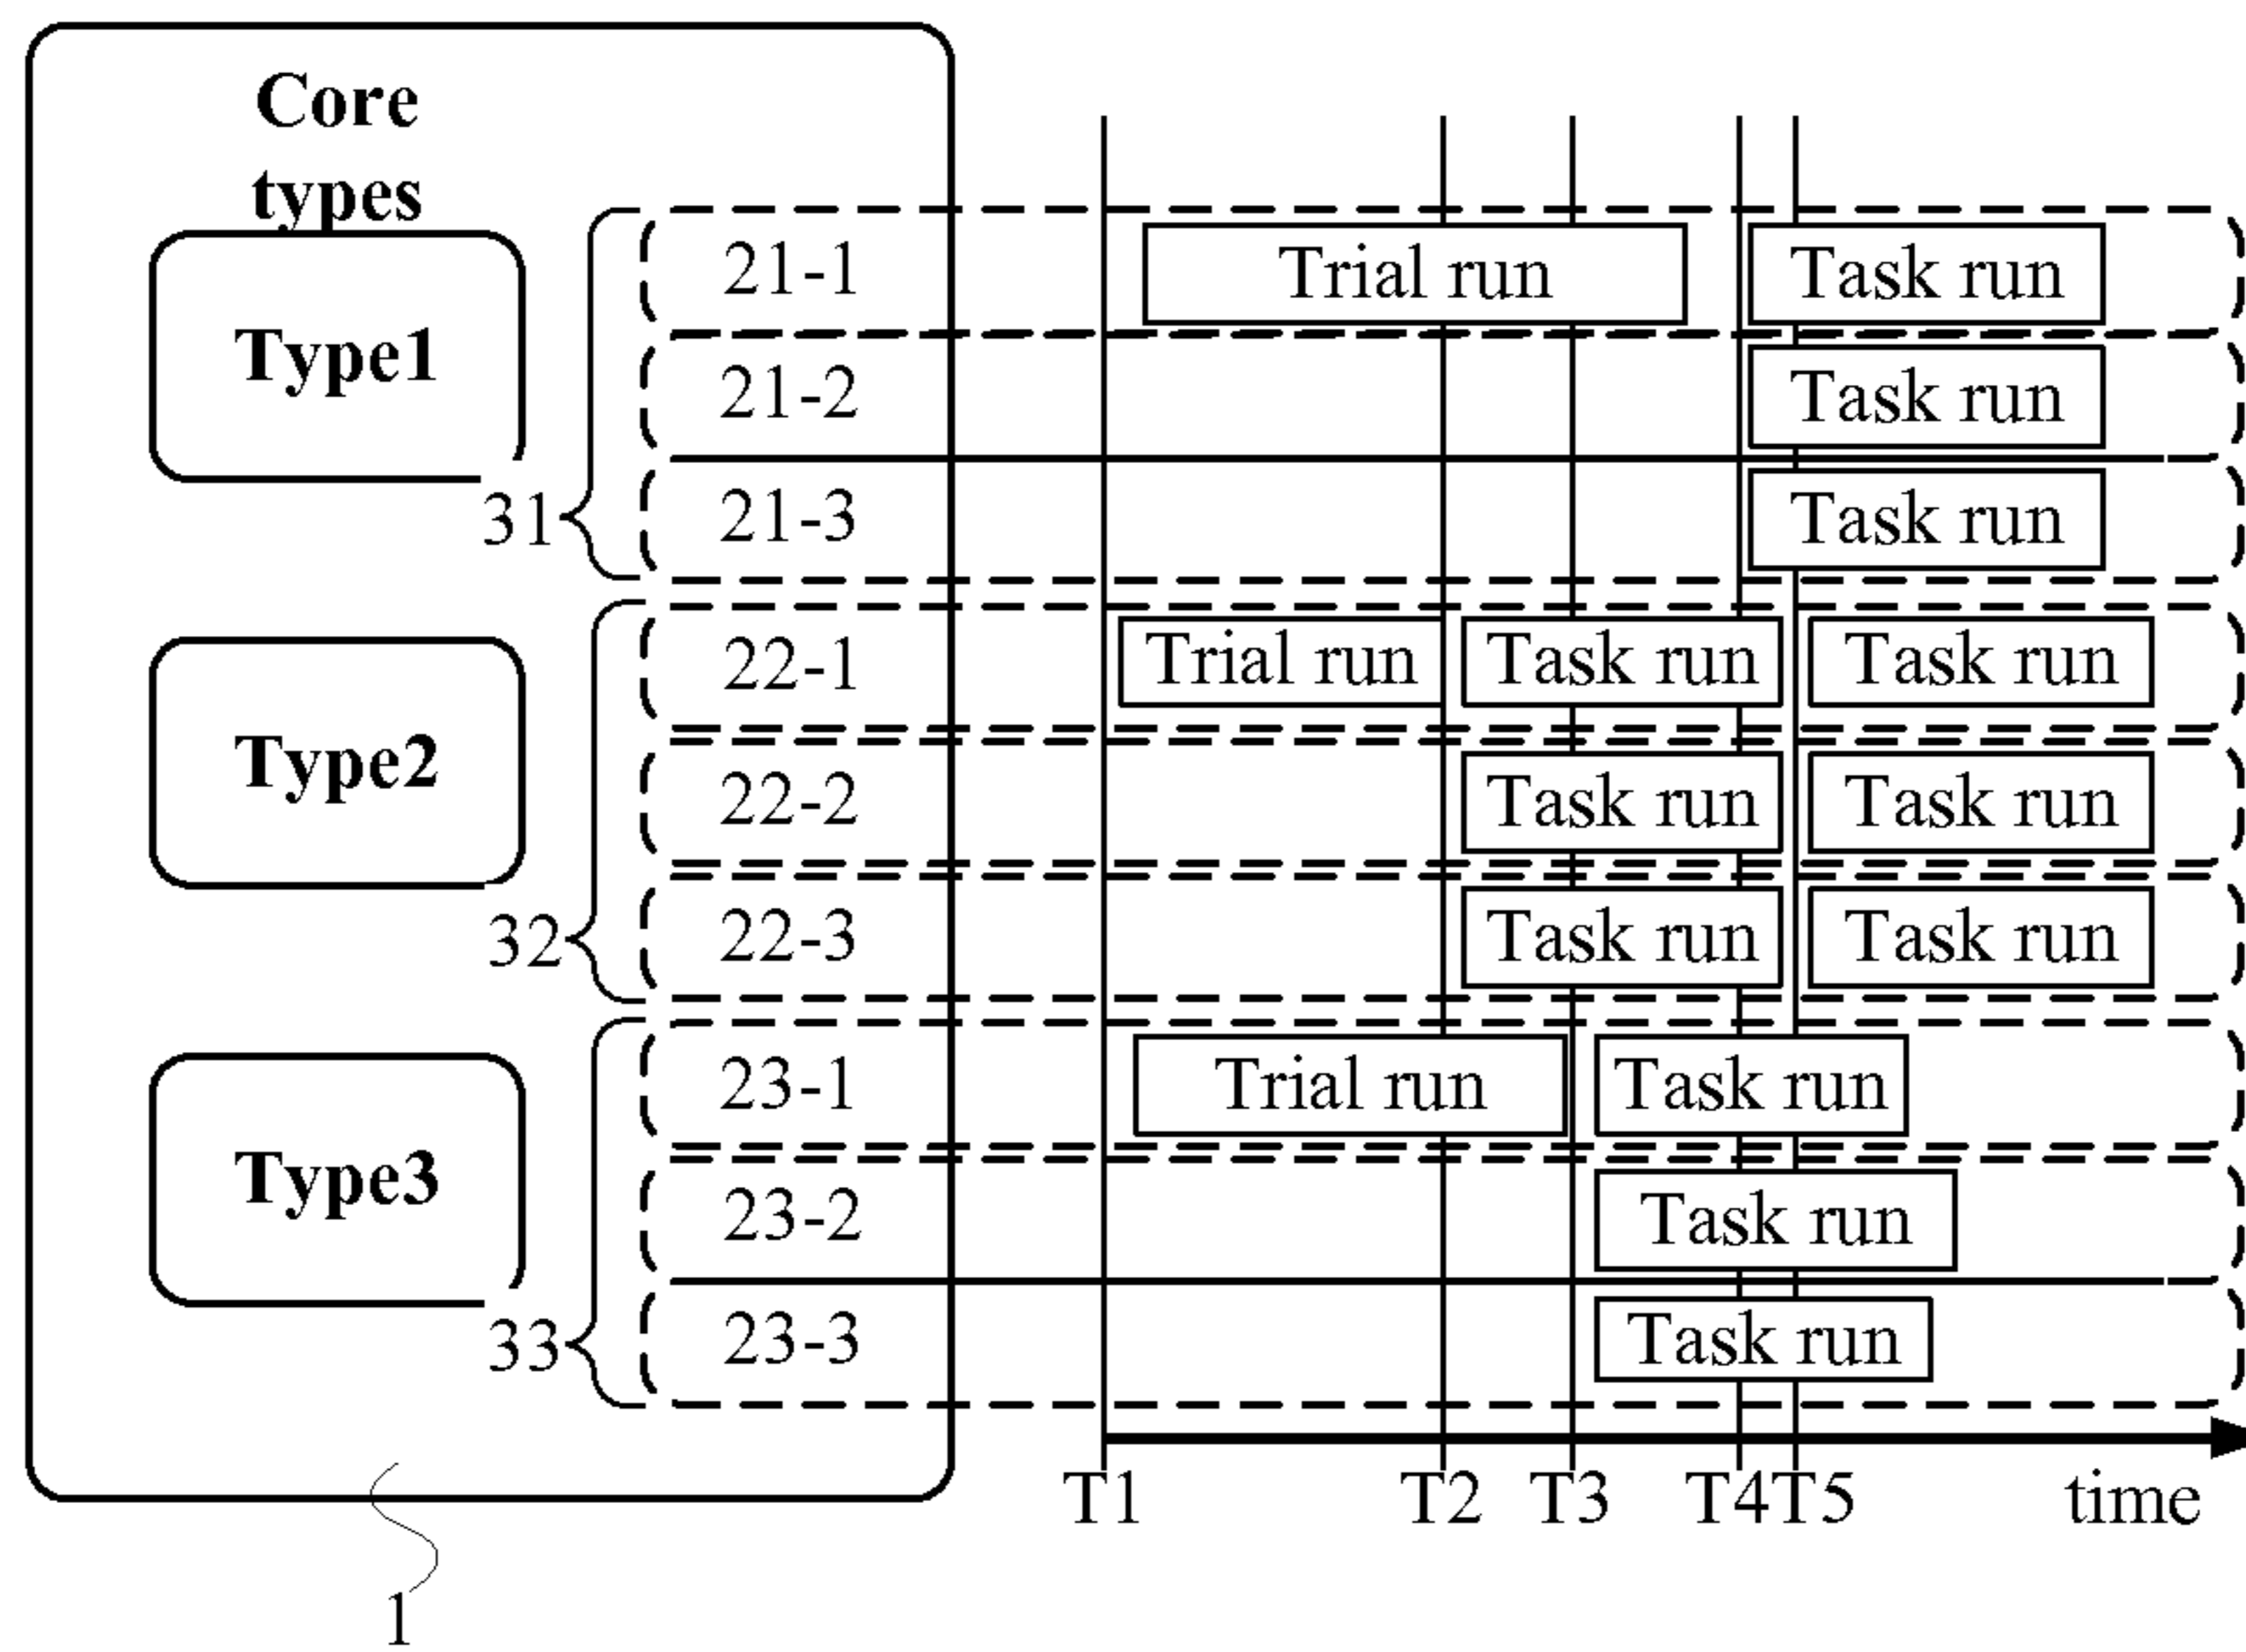 Core
types
Type1
31
21-1 Trial run Task run
21-2 Task run
21-3 Task run
Type2
32
22-1 Trial run Task run Task run
22-2 Task run Task run
22-3 Task run Task run
Type3
33
23-1 Trial run Task run
23-2 Task run
23-3 Task run
T1 T2 T3 T4 T5 time
1